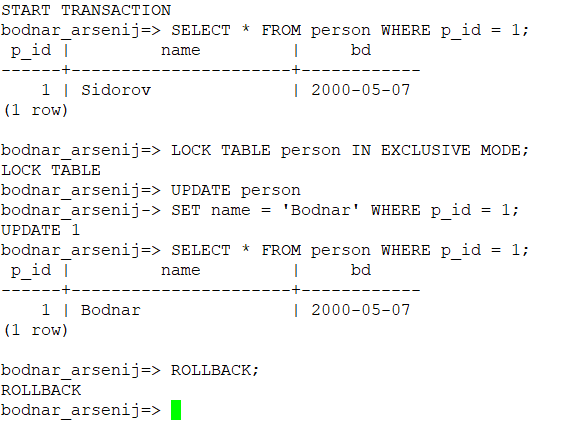 START TRANSACTION
bodnar_arsenij=> SELECT * FROM person WHERE p_id = 1;
 p_id |         name         |     bd
------+----------------------+------------
    1 | Sidorov              | 2000-05-07
(1 row)

bodnar_arsenij=> LOCK TABLE person IN EXCLUSIVE MODE;
LOCK TABLE
bodnar_arsenij=> UPDATE person
bodnar_arsenij-> SET name = 'Bodnar' WHERE p_id = 1;
UPDATE 1
bodnar_arsenij=> SELECT * FROM person WHERE p_id = 1;
 p_id |         name         |     bd
------+----------------------+------------
    1 | Bodnar               | 2000-05-07
(1 row)

bodnar_arsenij=> ROLLBACK;
ROLLBACK
bodnar_arsenij=>